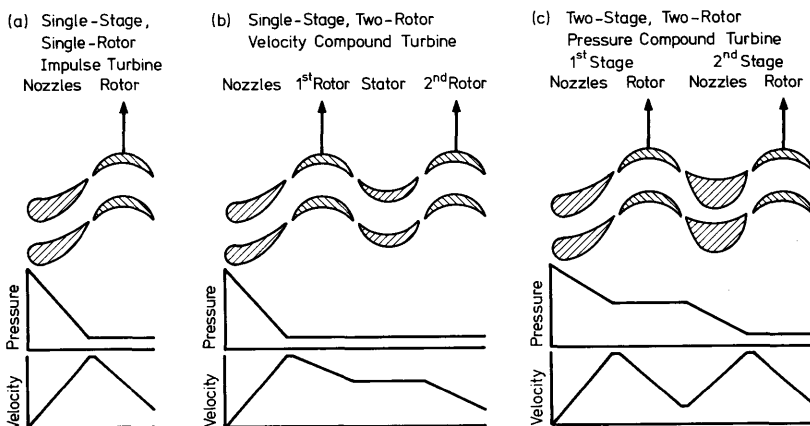 (a) Single-Stage,
Single-Rotor
Impulse Turbine
Nozzles Rotor
Pressure
Velocity
(b) Single-Stage, Two-Rotor
Velocity Compound Turbine
Nozzles 1st Rotor Stator 2nd Rotor
Pressure
Velocity
(c) Two-Stage, Two-Rotor
Pressure Compound Turbine
1st Stage 2nd Stage
Nozzles Rotor Nozzles Rotor
Pressure
Velocity